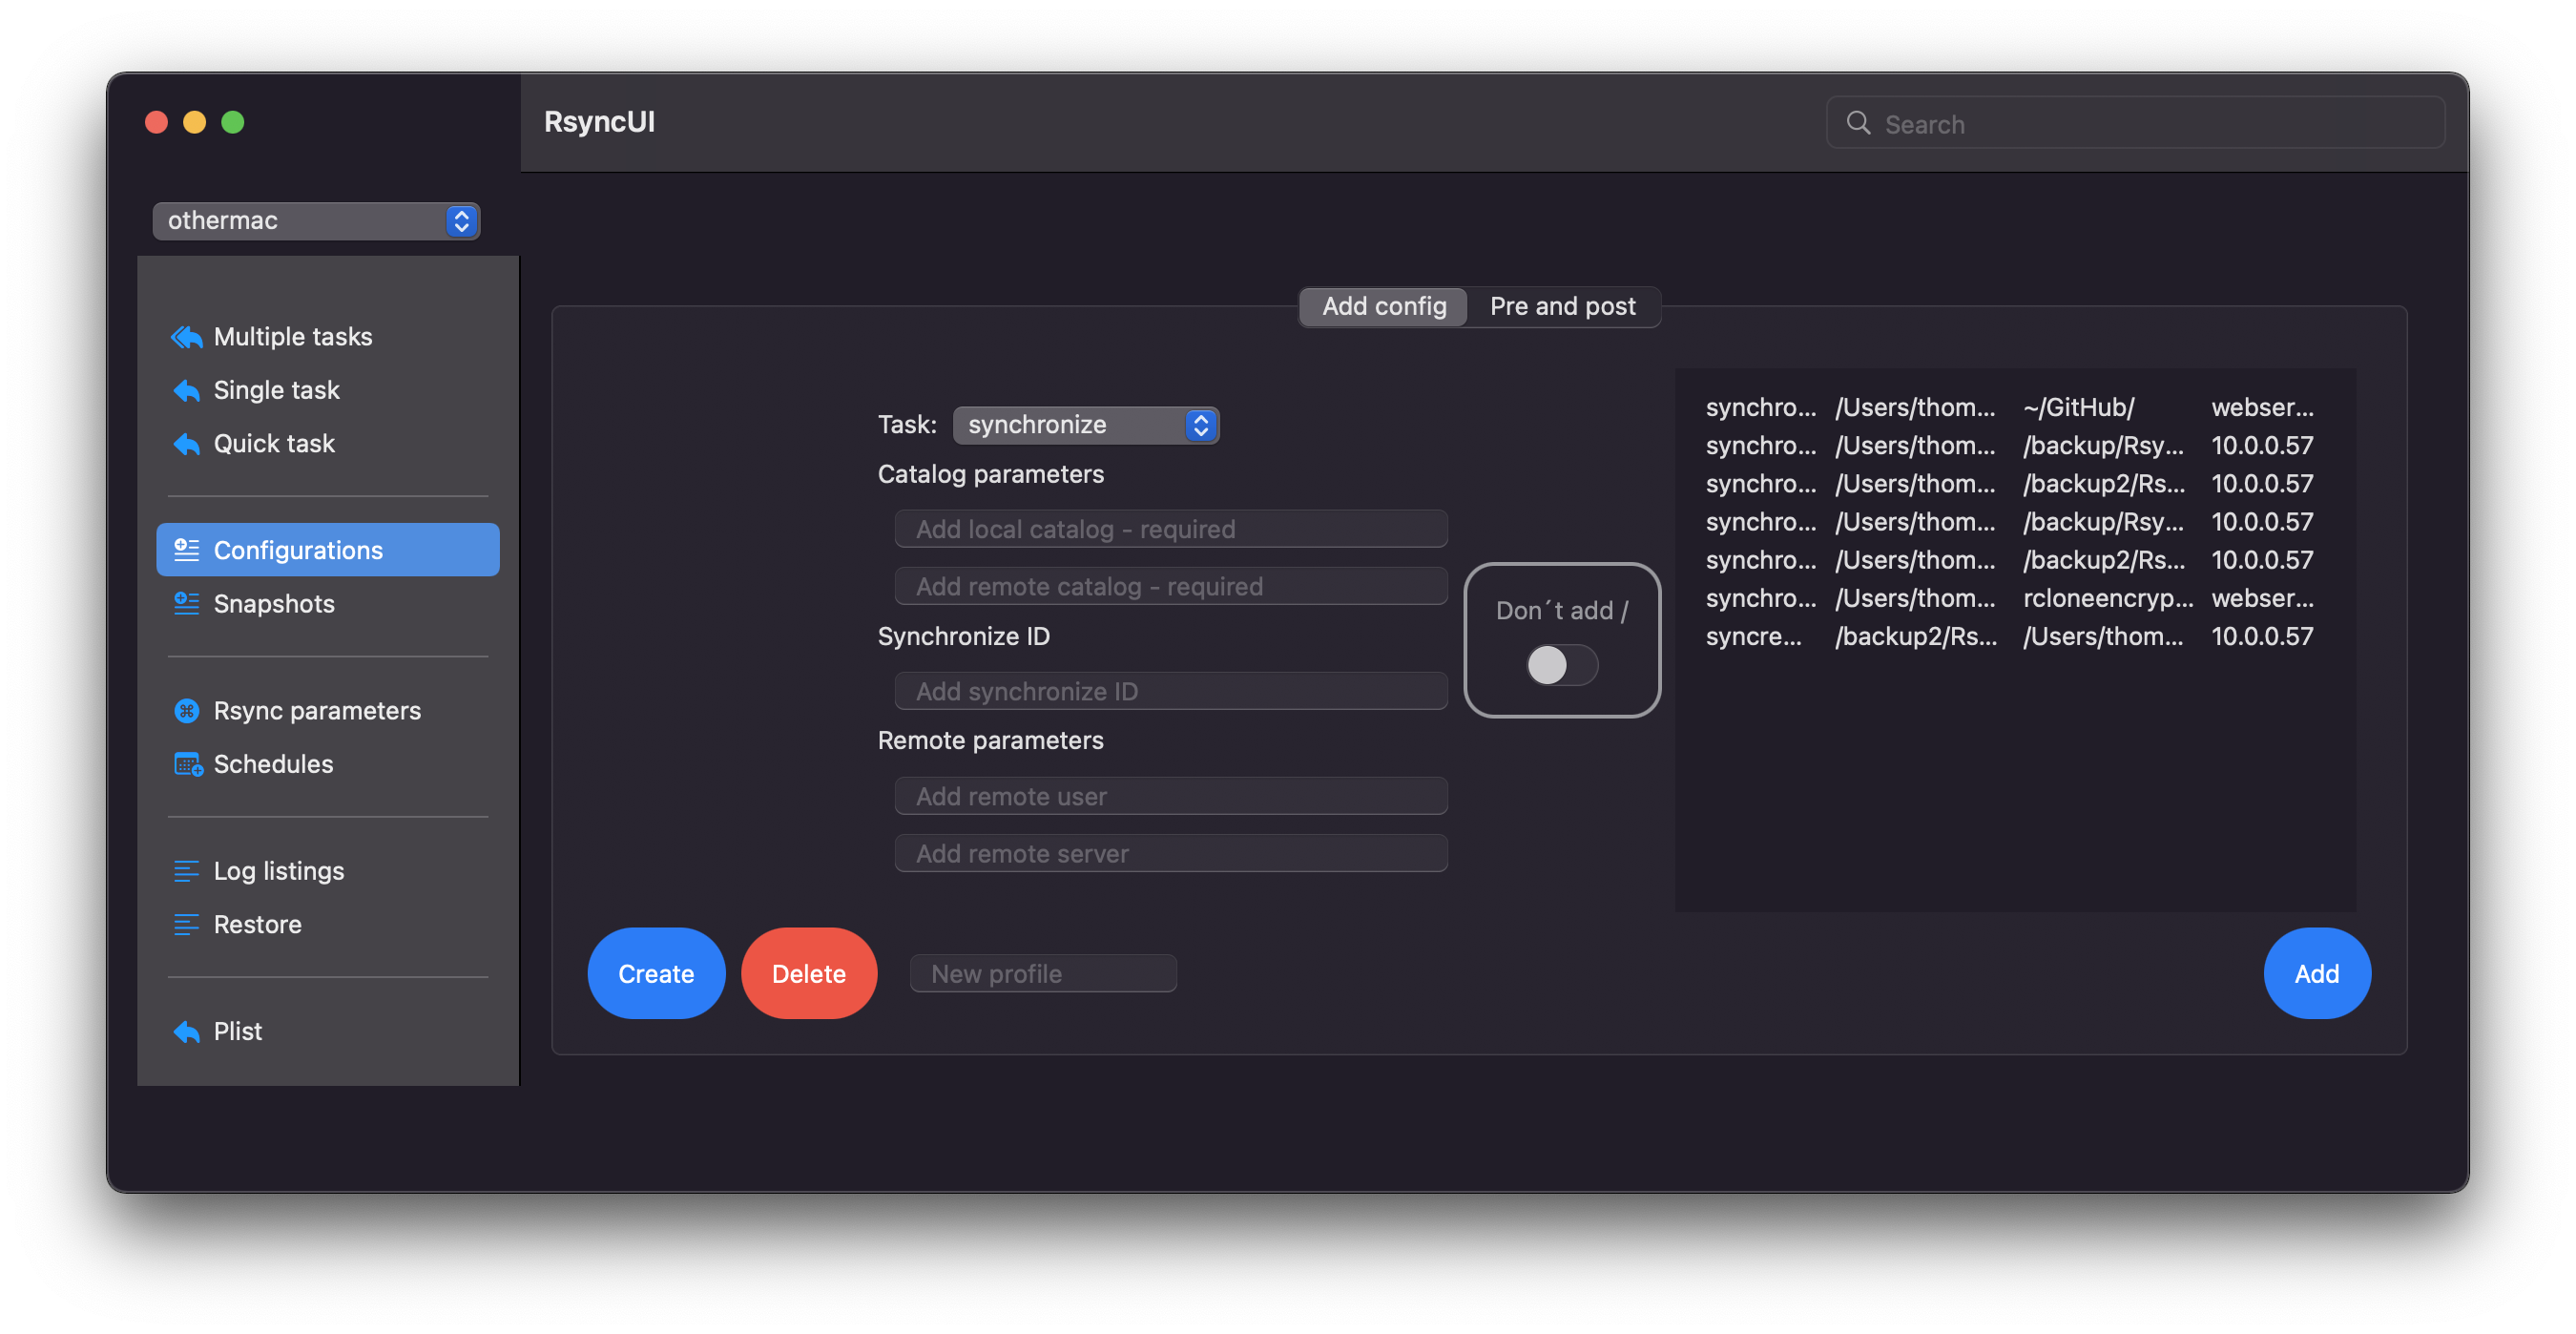 RsyncUI
Search
othermac
Multiple tasks
Single task
Quick task
Configurations
Snapshots
Rsync parameters
Schedules
Log listings
Restore
Plist
Add config Pre and post
Task: synchronize
Catalog parameters
Add local catalog - required
Add remote catalog - required
Synchronize ID
Add synchronize ID
Remote parameters
Add remote user
Add remote server
Don´t add /
synchro... /Users/thom... ~/GitHub/ webser...
synchro... /Users/thom... /backup/Rsy... 10.0.0.57
synchro... /Users/thom... /backup2/Rs... 10.0.0.57
synchro... /Users/thom... /backup/Rsy... 10.0.0.57
synchro... /Users/thom... /backup2/Rs... 10.0.0.57
synchro... /Users/thom... rcloneencryp... webser...
syncre... /backup2/Rs... /Users/thom... 10.0.0.57
Create Delete New profile Add